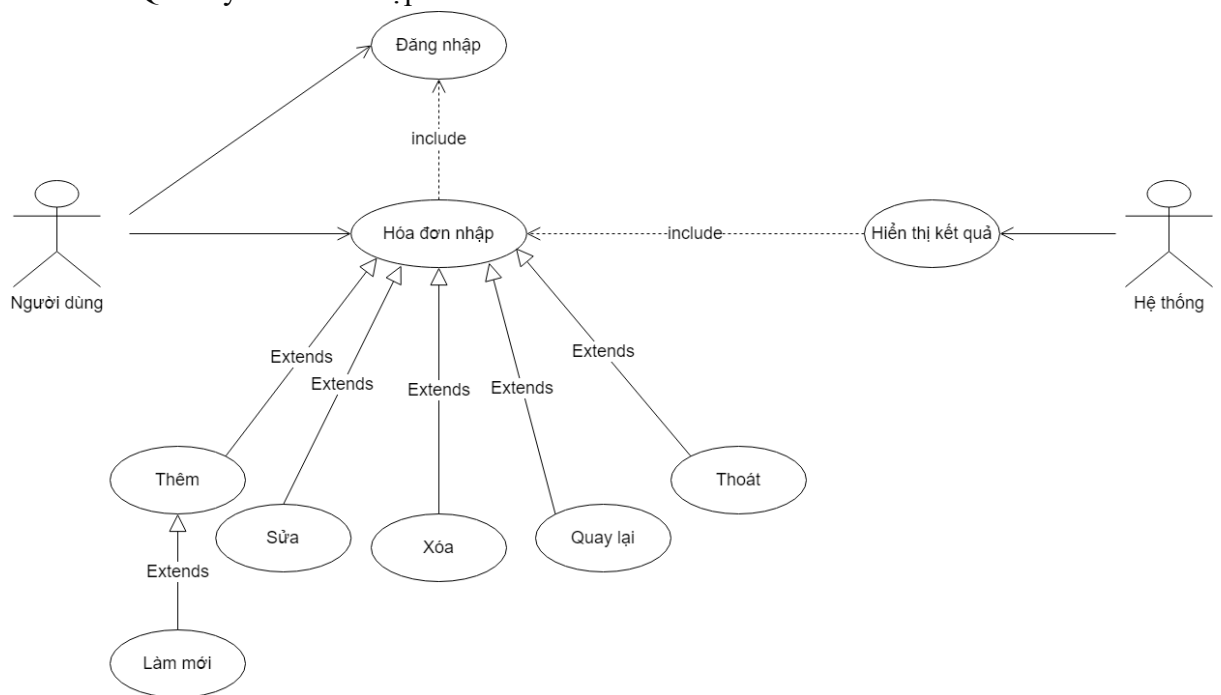 Đăng nhập
include
Hóa đơn nhập
include
Hiển thị kết quả
Người dùng
Hệ thống
Extends
Extends
Extends
Extends
Extends
Thêm
Sửa
Xóa
Quay lại
Thoát
Extends
Làm mới